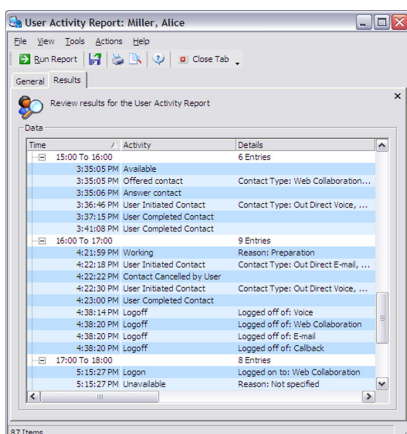 User Activity Report: Miller, Alice
File View Tools Actions Help
Run Report Close Tab
General Results
Review results for the User Activity Report
Data
Time / Activity Details
15:00 To 16:00 6 Entries
3:35:05 PM Available
3:35:05 PM Offered contact Contact Type: Web Collaboration...
3:35:06 PM Answer contact
3:36:46 PM User Initiated Contact Contact Type: Out Direct Voice, ...
3:37:15 PM User Completed Contact
3:41:08 PM User Completed Contact
16:00 To 17:00 9 Entries
4:21:59 PM Working Reason: Preparation
4:22:18 PM User Initiated Contact Contact Type: Out Direct E-mail, ...
4:22:22 PM Contact Cancelled by User
4:22:30 PM User Initiated Contact Contact Type: Out Direct Voice, ...
4:23:00 PM User Completed Contact
4:38:14 PM Logoff Logged off of: Voice
4:38:20 PM Logoff Logged off of: Web Collaboration
4:38:20 PM Logoff Logged off of: E-mail
4:38:20 PM Logoff Logged off of: Callback
17:00 To 18:00 8 Entries
5:15:27 PM Logon Logged on to: Web Collaboration
5:15:27 PM Unavailable Reason: Not specified
87 Items